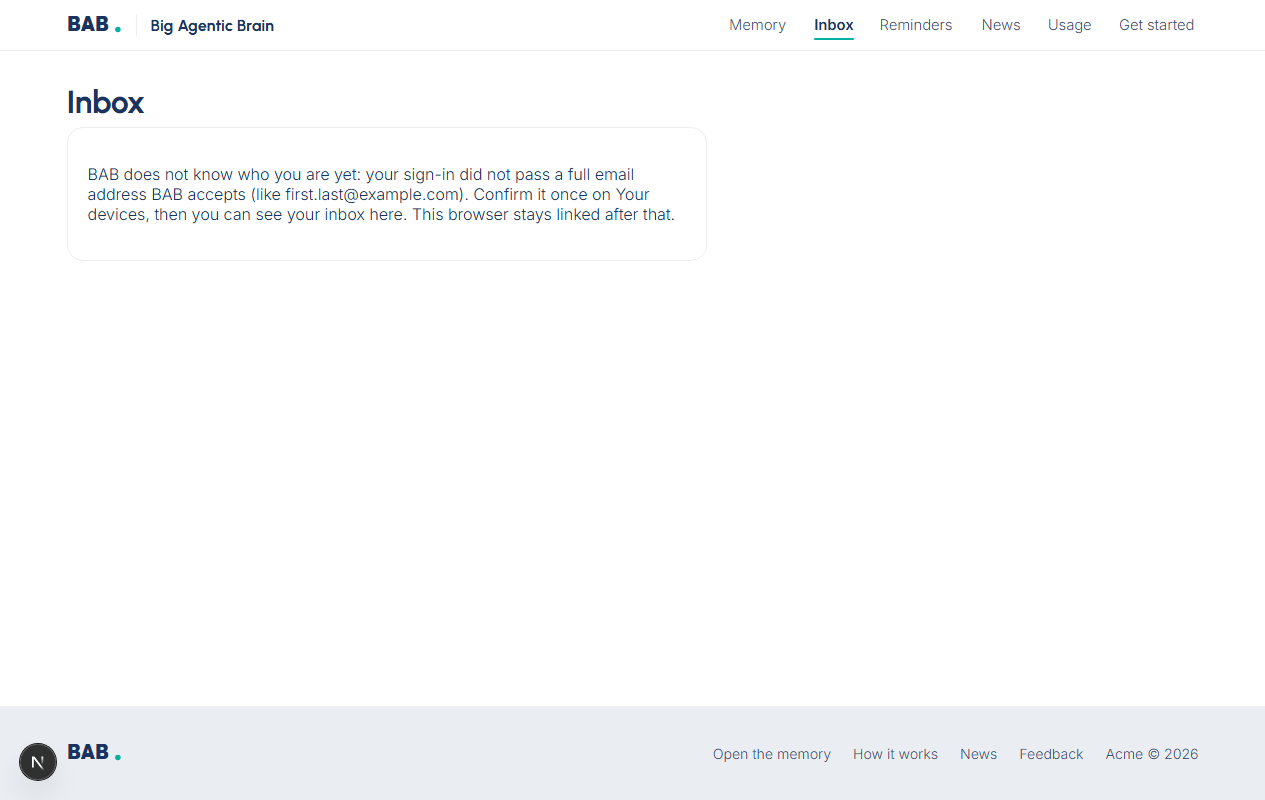 BAB.
Big Agentic Brain
Memory
Inbox
Reminders
News
Usage
Get started
Inbox
BAB does not know who you are yet: your sign-in did not pass a full email
address BAB accepts (like first.last@example.com). Confirm it once on Your
devices, then you can see your inbox here. This browser stays linked after that.
N
BAB.
Open the memory
How it works
News
Feedback
Acme © 2026